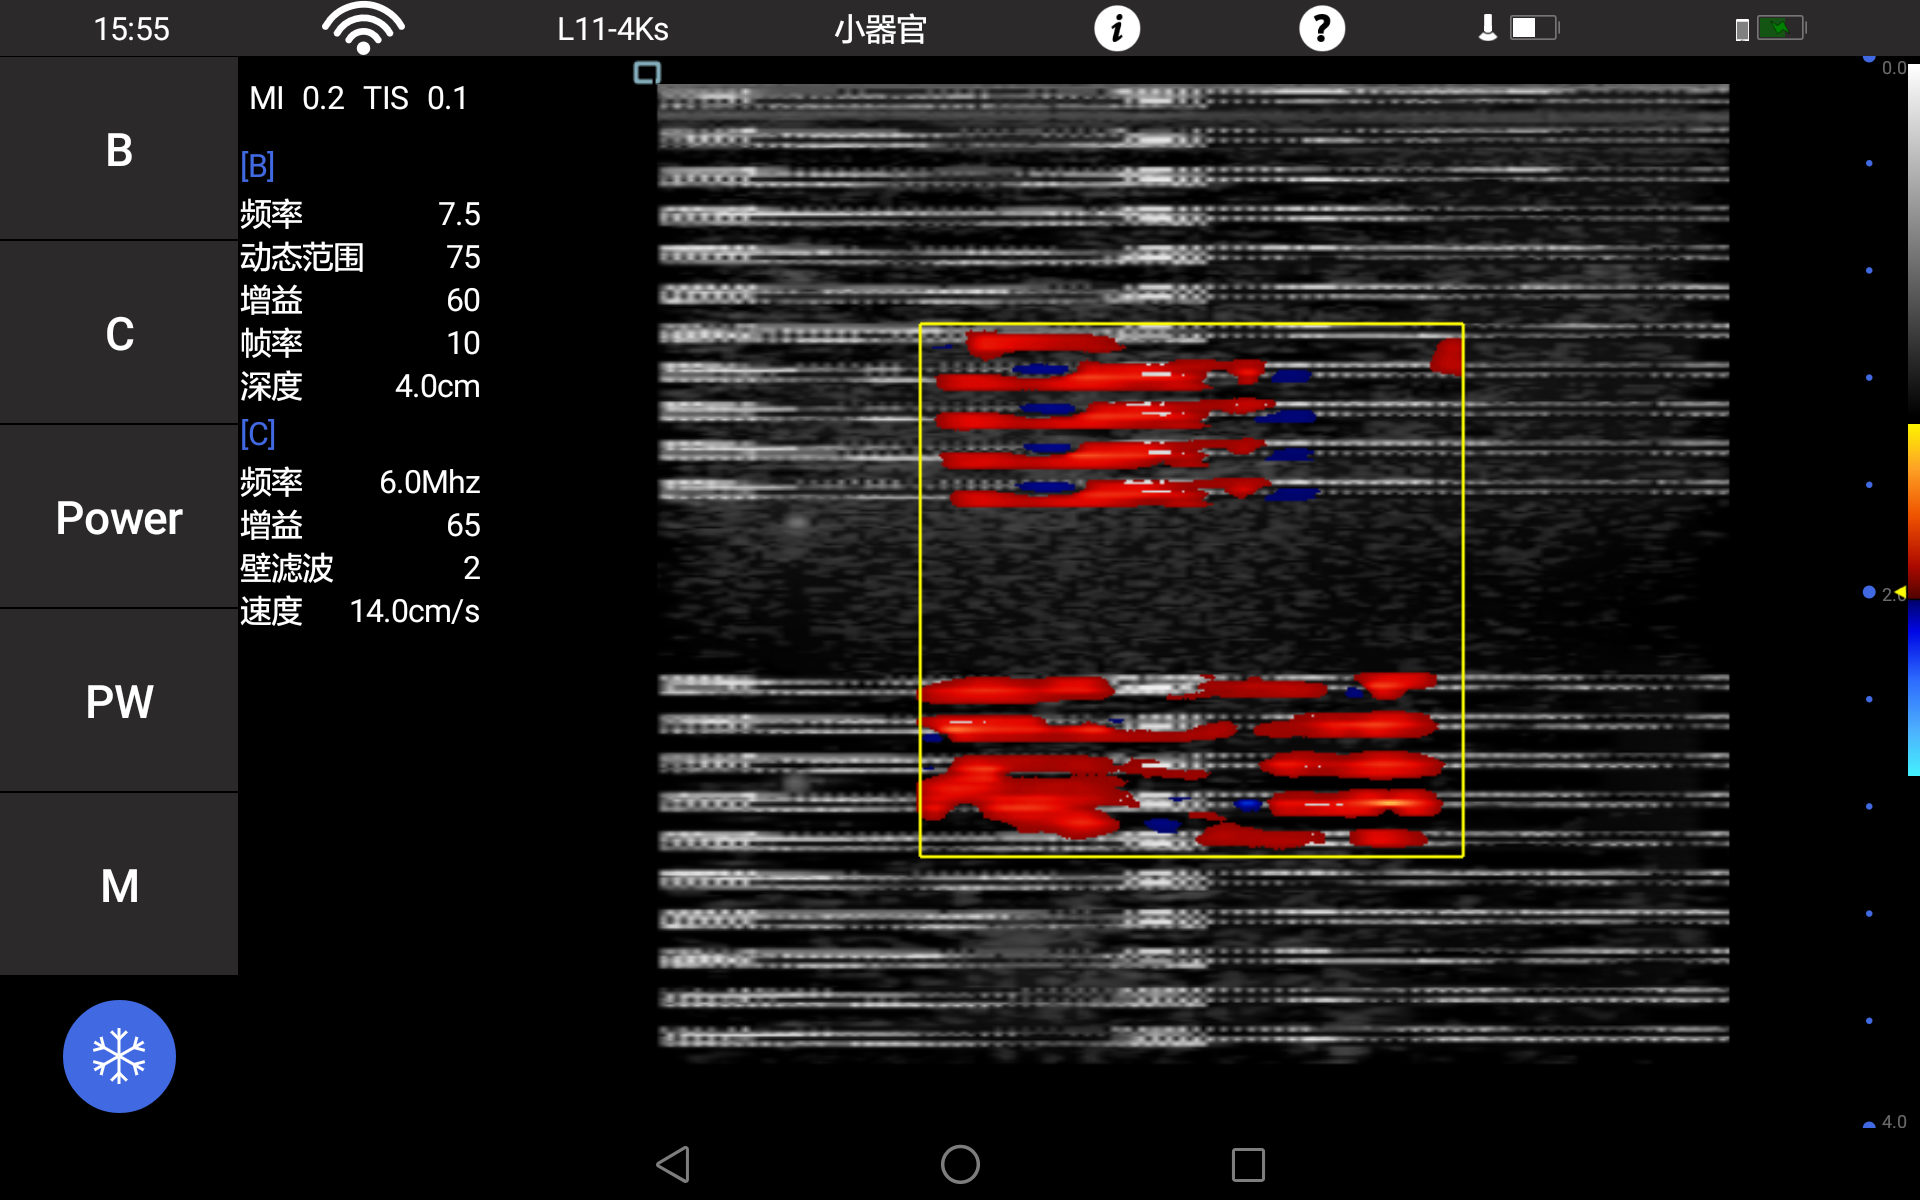 15:55 L11-4Ks 小器官 i ?
B
C
Power
PW
M
MI 0.2 TIS 0.1
[B]
频率 7.5
动态范围 75
增益 60
帧率 10
深度 4.0cm
[C]
频率 6.0Mhz
增益 65
壁滤波 2
速度 14.0cm/s
0.0
2.0
4.0